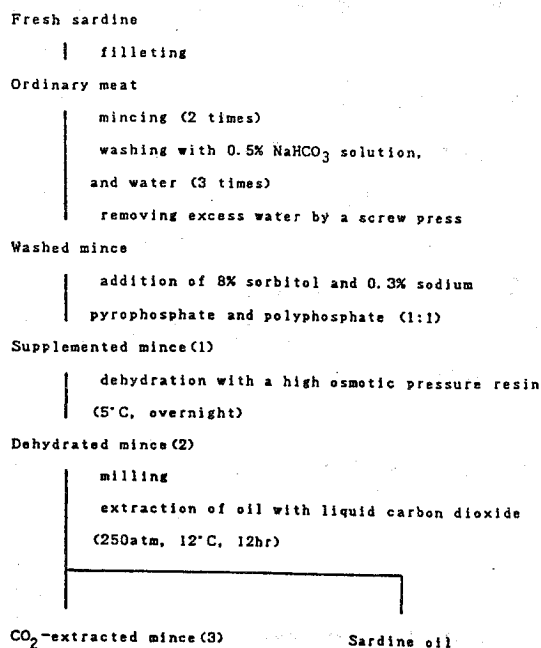 Fresh sardine
filleting
Ordinary meat
mincing (2 times)
washing with 0.5% NaHCO3 solution,
and water (3 times)
removing excess water by a screw press
Washed mince
addition of 8% sorbitol and 0.3% sodium
pyrophosphate and polyphosphate (1:1)
Supplemented mince(1)
dehydration with a high osmotic pressure resin
(5°C, overnight)
Dehydrated mince(2)
milling
extraction of oil with liquid carbon dioxide
(250atm, 12°C, 12hr)
CO2-extracted mince(3) Sardine oil